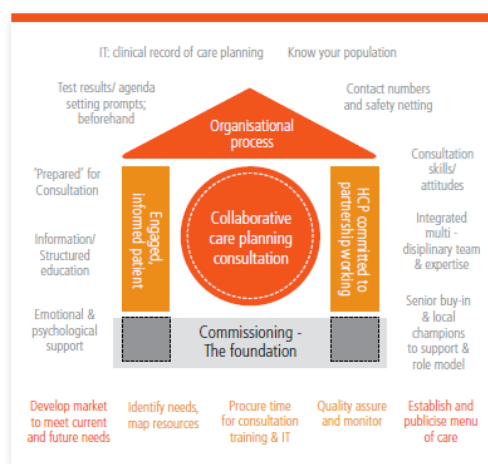 IT: clinical record of care planning
Know your population
Test results/ agenda
setting prompts;
beforehand
Contact numbers
and safety netting
Organisational
process
'Prepared' for
Consultation
Information/
Structured
education
Emotional &
psychological
support
Engaged,
informed patient
Collaborative
care planning
consultation
HCP committed to
partnership working
Consultation
skills/
attitudes
Integrated
multi -
disiplinary team
& expertise
Senior buy-in
& local
champions
to support &
role model
Commissioning -
The foundation
Develop market
to meet current
and future needs
Identify needs,
map resources
Procure time
for consultation
training & IT
Quality assure
and monitor
Establish and
publicise menu
of care